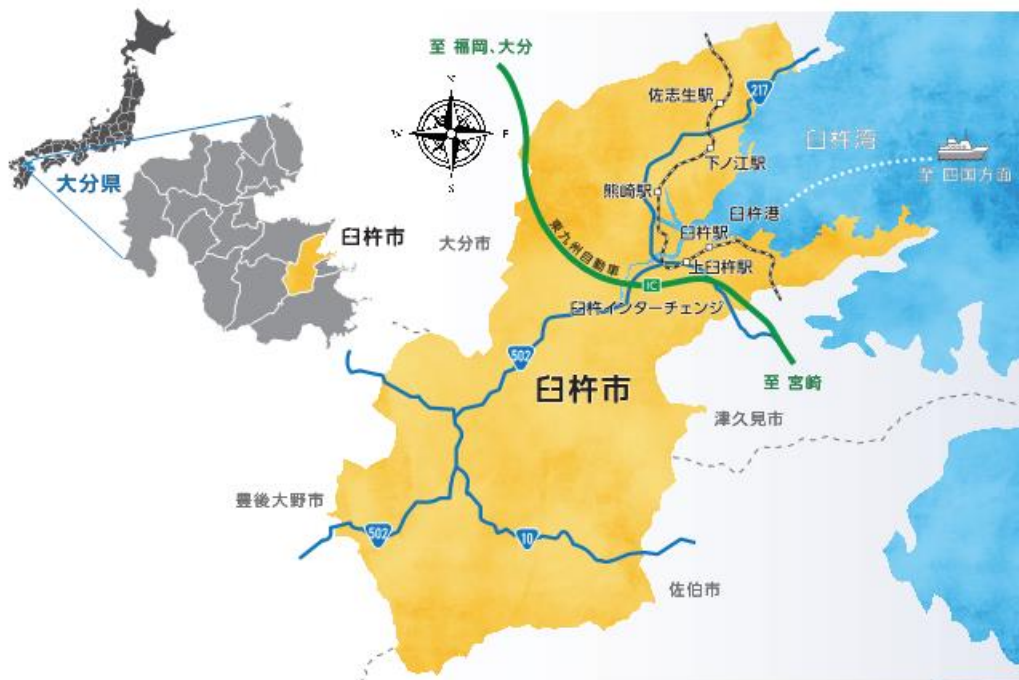 至 福岡、大分
N
W
E
S
217
佐志生駅
臼杵湾
下ノ江駅
至 四国方面
熊崎駅
臼杵港
臼杵駅
上臼杵駅
大分県
臼杵市
大分市
東九州自動車
IC
臼杵インターチェンジ
502
臼杵市
至 宮崎
津久見市
豊後大野市
502
10
佐伯市